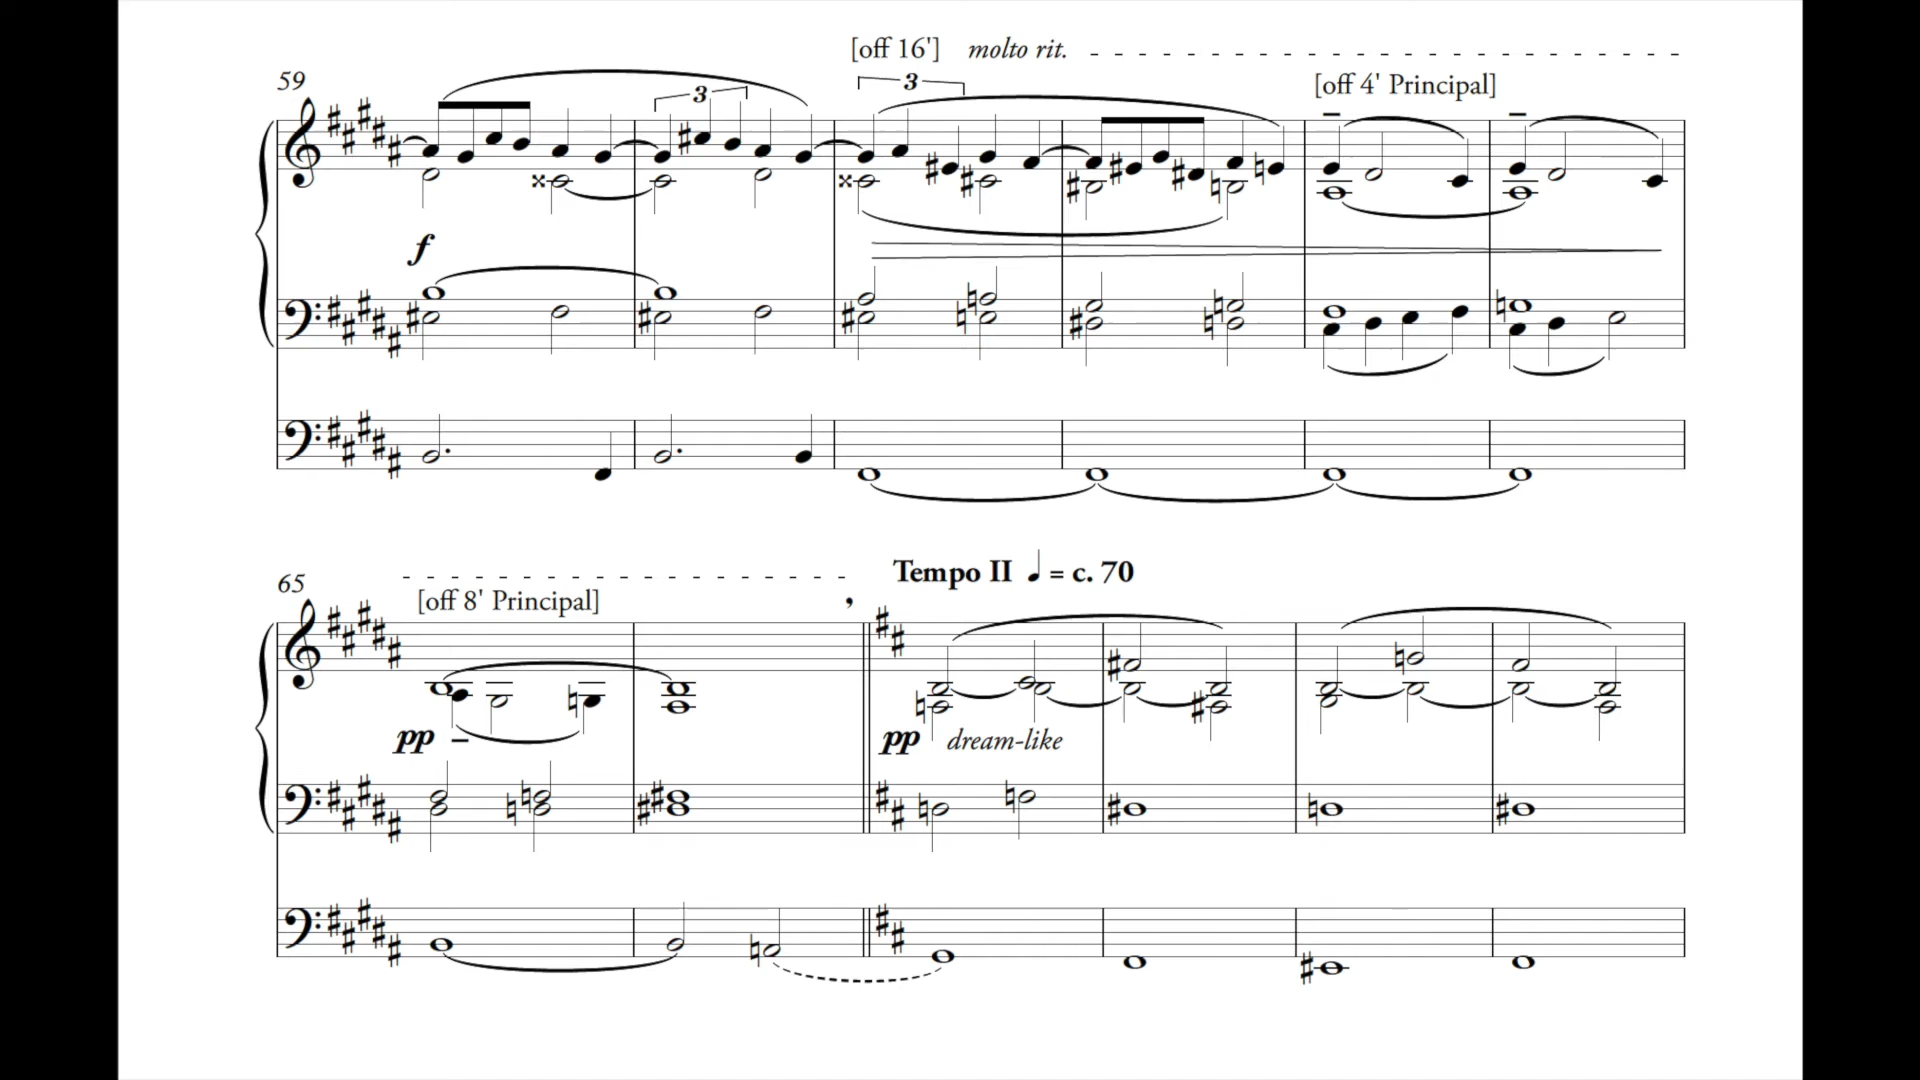 [off 16'] molto rit.
59
3
3
[off 4' Principal]
f
65
Tempo II ♩ = c. 70
[off 8' Principal]
pp
pp dream-like